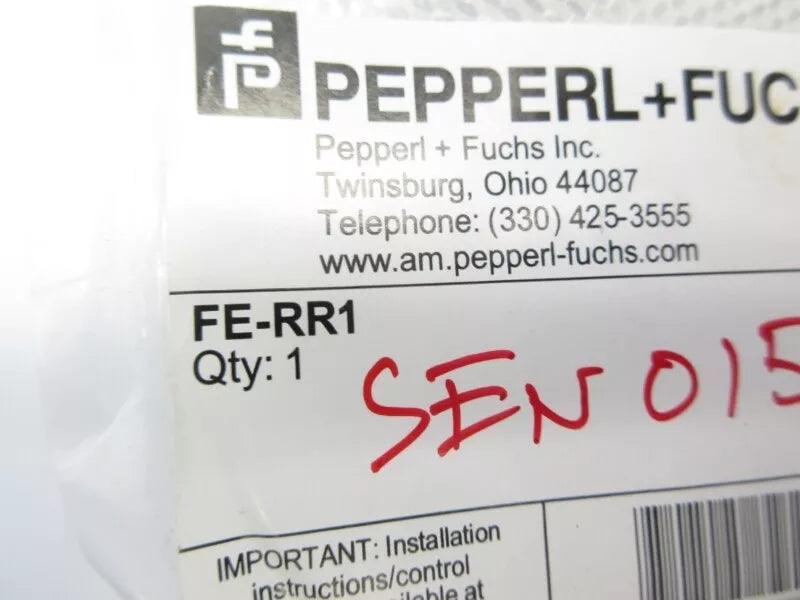 PEPPERL+FUC
Pepperl + Fuchs Inc.
Twinsburg, Ohio 44087
Telephone: (330) 425-3555
www.am.pepperl-fuchs.com
FE-RR1
Qty: 1
SEN 015
IMPORTANT: Installation
instructions/control
at